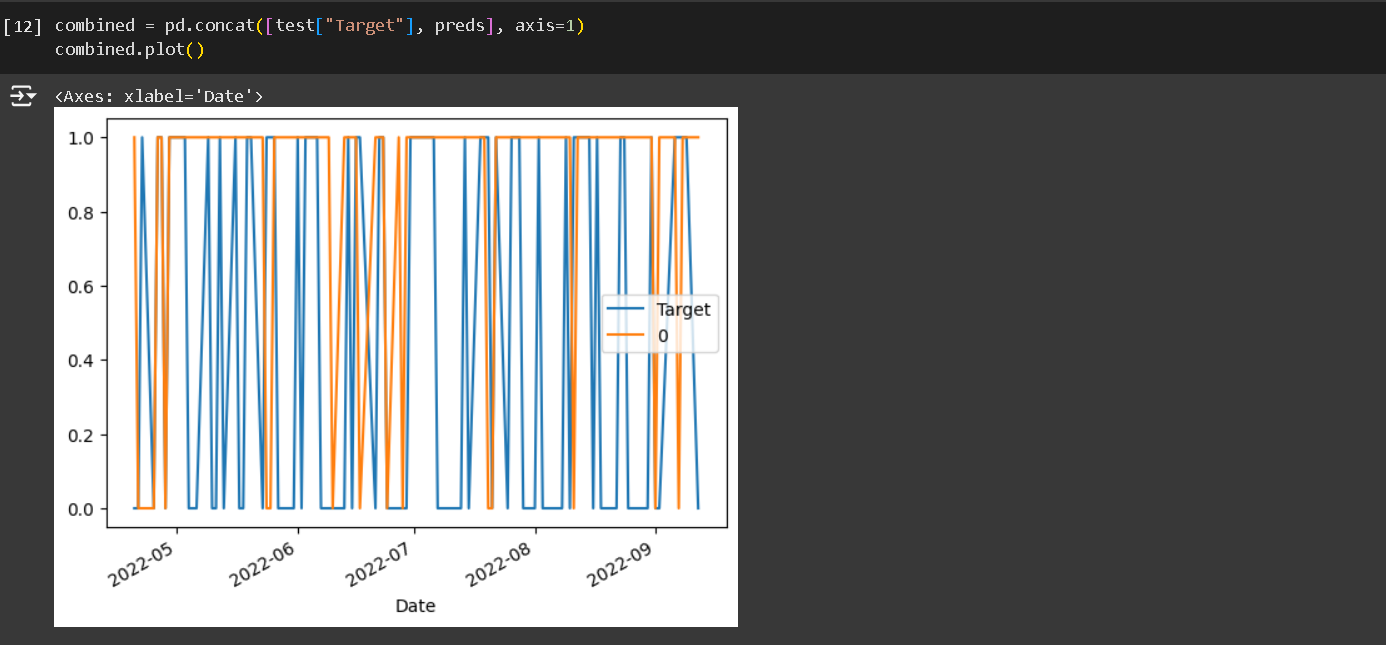 [12] combined = pd.concat([test["Target"], preds], axis=1)
combined.plot()
<Axes: xlabel='Date'>
1.0
0.8
0.6
0.4
0.2
0.0
Target
0
2022-05
2022-06
2022-07
2022-08
2022-09
Date